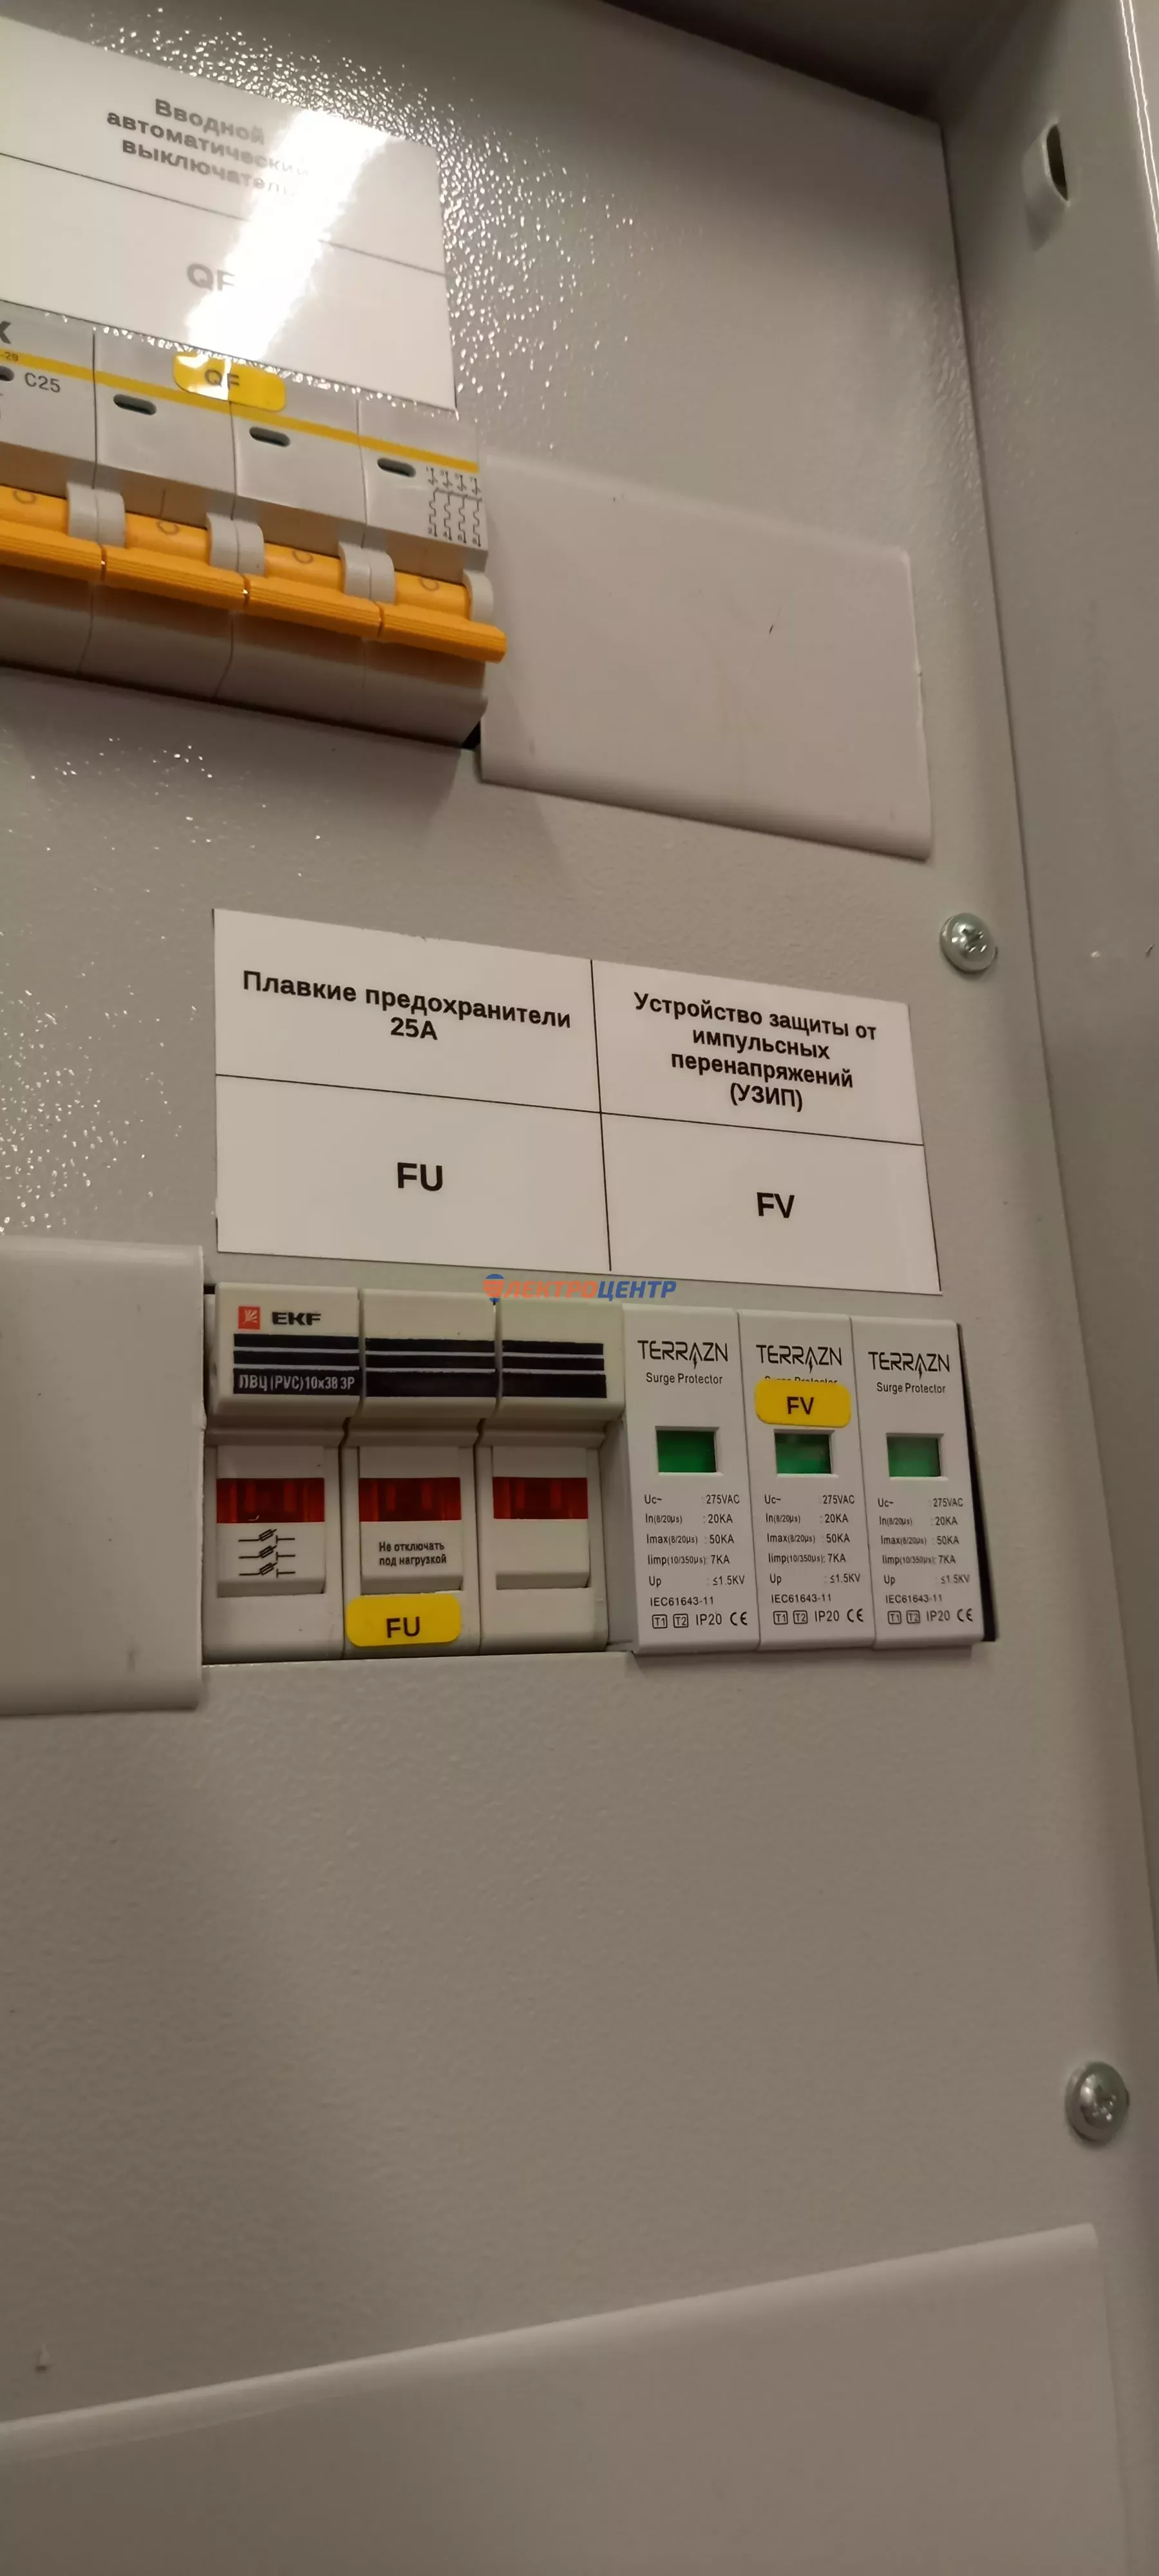 Вводной
автоматический
выключатель
QF
QF
C25
Плавкие предохранители
25А
Устройство защиты от
импульсных
перенапряжений
(УЗИП)
FU
FV
ЭЛЕКТРОЦЕНТР
EKF
ПВЦ (PVC) 10x38 3P
Не отключать
под нагрузкой
FU
TERRAZN
Surge Protector
Uc~ : 275VAC
In(8/20µs) : 20KA
Imax(8/20µs) : 50KA
Iimp(10/350µs): 7KA
Up : ≤1.5KV
IEC61643-11
T1 T2 IP20 CE
TERRAZN
Surge Protector
FV
Uc~ : 275VAC
In(8/20µs) : 20KA
Imax(8/20µs) : 50KA
Iimp(10/350µs): 7KA
Up : ≤1.5KV
IEC61643-11
T1 T2 IP20 CE
TERRAZN
Surge Protector
Uc~ : 275VAC
In(8/20µs) : 20KA
Imax(8/20µs) : 50KA
Iimp(10/350µs): 7KA
Up : ≤1.5KV
IEC61643-11
T1 T2 IP20 CE